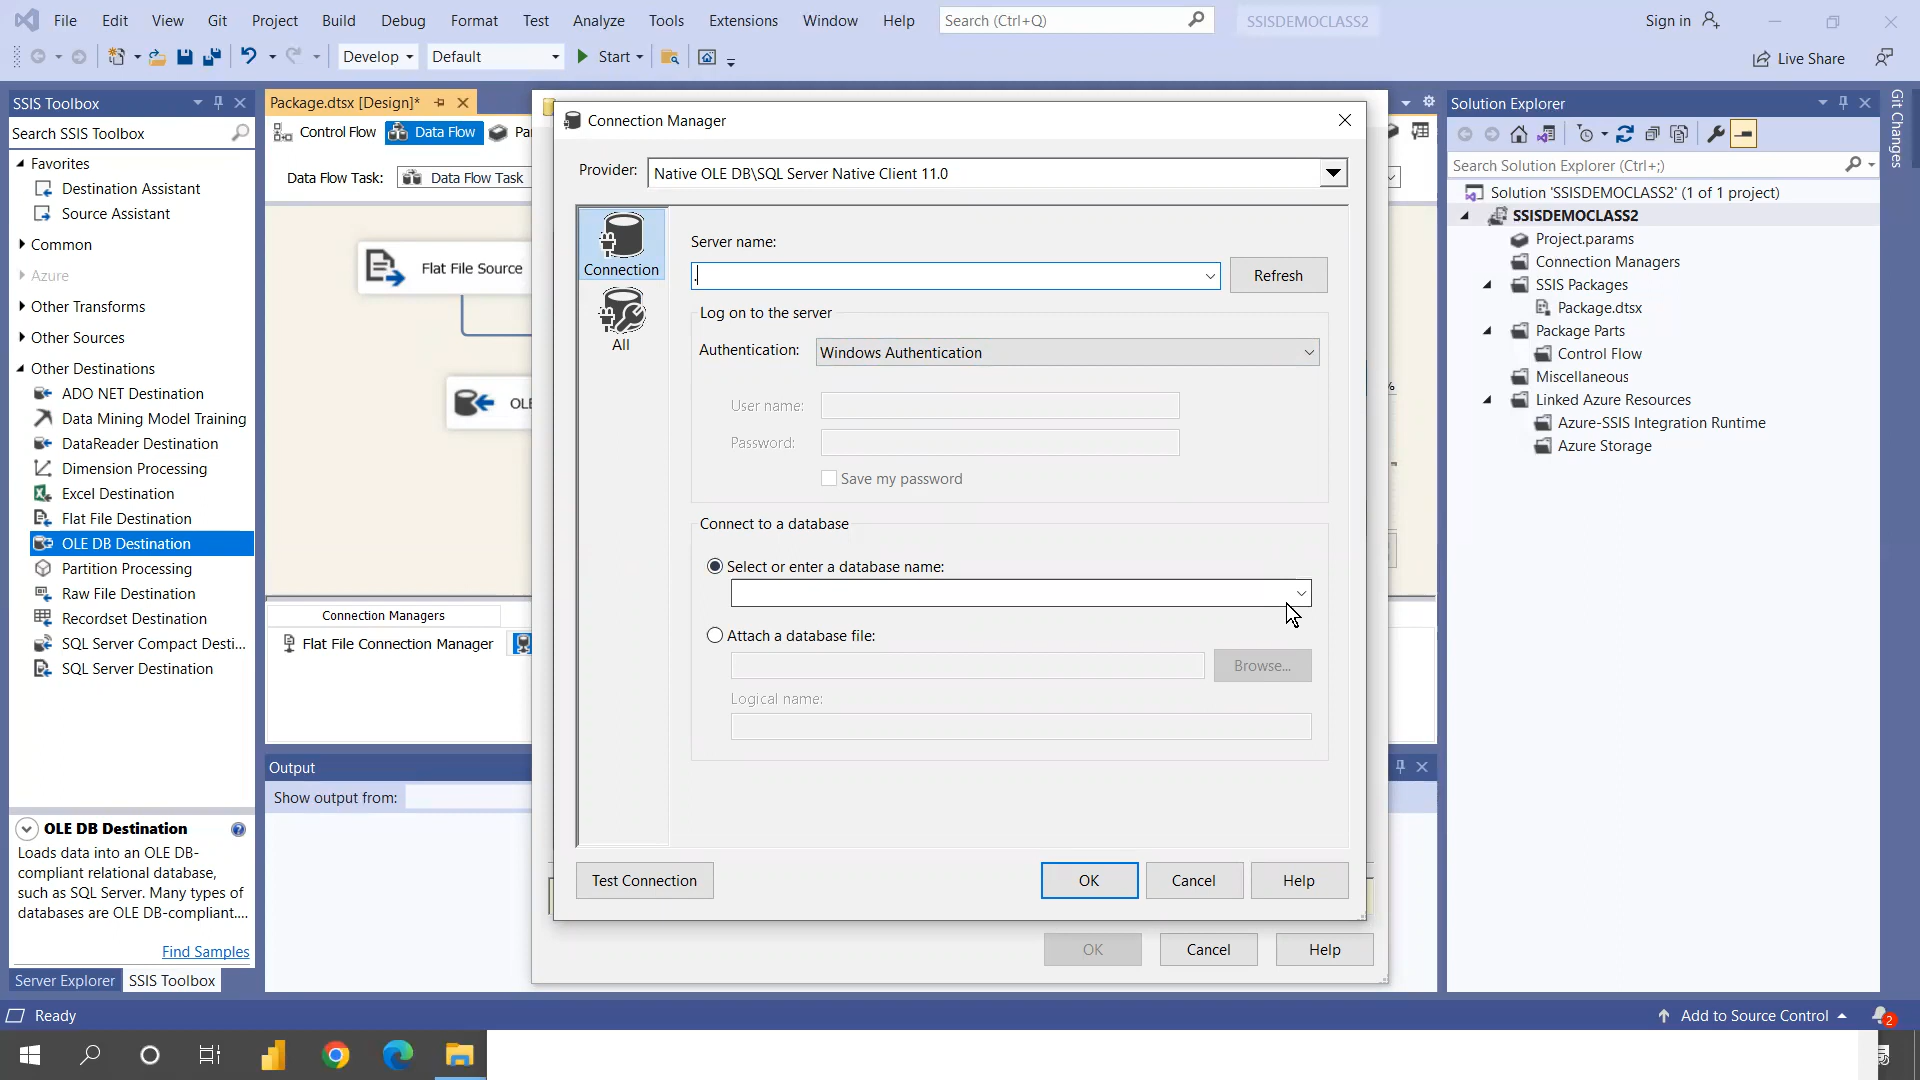 File Edit View Git Project Build Debug Format Test Analyze Tools Extensions Window Help Search (Ctrl+Q) SSISDEMOCLASS2 Sign in
Develop Default Start Live Share
SSIS Toolbox
Search SSIS Toolbox
Favorites
Destination Assistant
Source Assistant
Common
Azure
Other Transforms
Other Sources
Other Destinations
ADO NET Destination
Data Mining Model Training
DataReader Destination
Dimension Processing
Excel Destination
Flat File Destination
OLE DB Destination
Partition Processing
Raw File Destination
Recordset Destination
SQL Server Compact Desti...
SQL Server Destination
OLE DB Destination
Loads data into an OLE DB-
compliant relational database,
such as SQL Server. Many types of
databases are OLE DB-compliant....
Find Samples
Server Explorer SSIS Toolbox
Package.dtsx [Design]*
Control Flow Data Flow Pa
Data Flow Task: Data Flow Task
Flat File Source
OLE
Connection Managers
Flat File Connection Manager
Output
Show output from:
Connection Manager
Provider: Native OLE DB\SQL Server Native Client 11.0
Connection
All
Server name:
.
Refresh
Log on to the server
Authentication: Windows Authentication
User name:
Password:
Save my password
Connect to a database
Select or enter a database name:
Attach a database file:
Browse...
Logical name:
Test Connection OK Cancel Help
OK Cancel Help
%
Solution Explorer
Search Solution Explorer (Ctrl+;)
Solution 'SSISDEMOCLASS2' (1 of 1 project)
SSISDEMOCLASS2
Project.params
Connection Managers
SSIS Packages
Package.dtsx
Package Parts
Control Flow
Miscellaneous
Linked Azure Resources
Azure-SSIS Integration Runtime
Azure Storage
Git Changes
Ready Add to Source Control 2